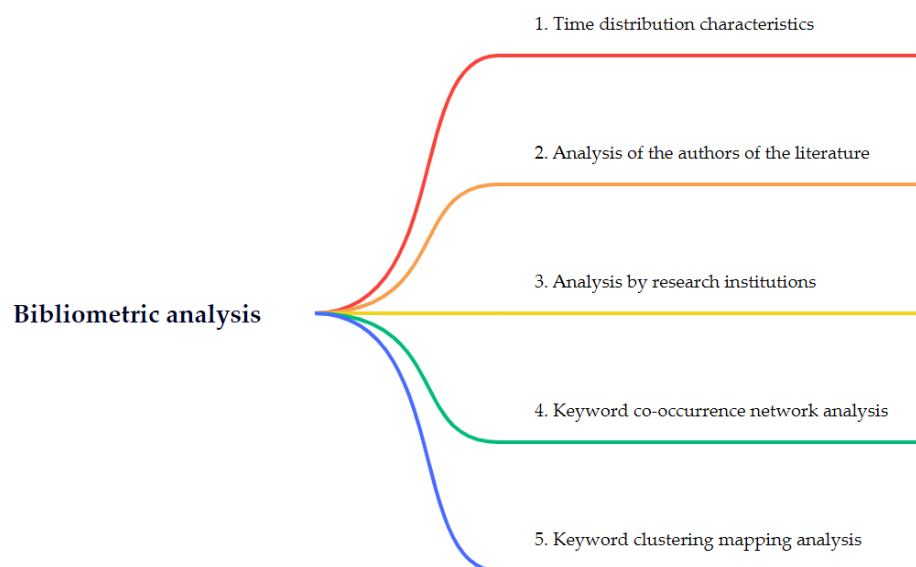 1. Time distribution characteristics
2. Analysis of the authors of the literature
3. Analysis by research institutions
Bibliometric analysis
4. Keyword co-occurrence network analysis
5. Keyword clustering mapping analysis